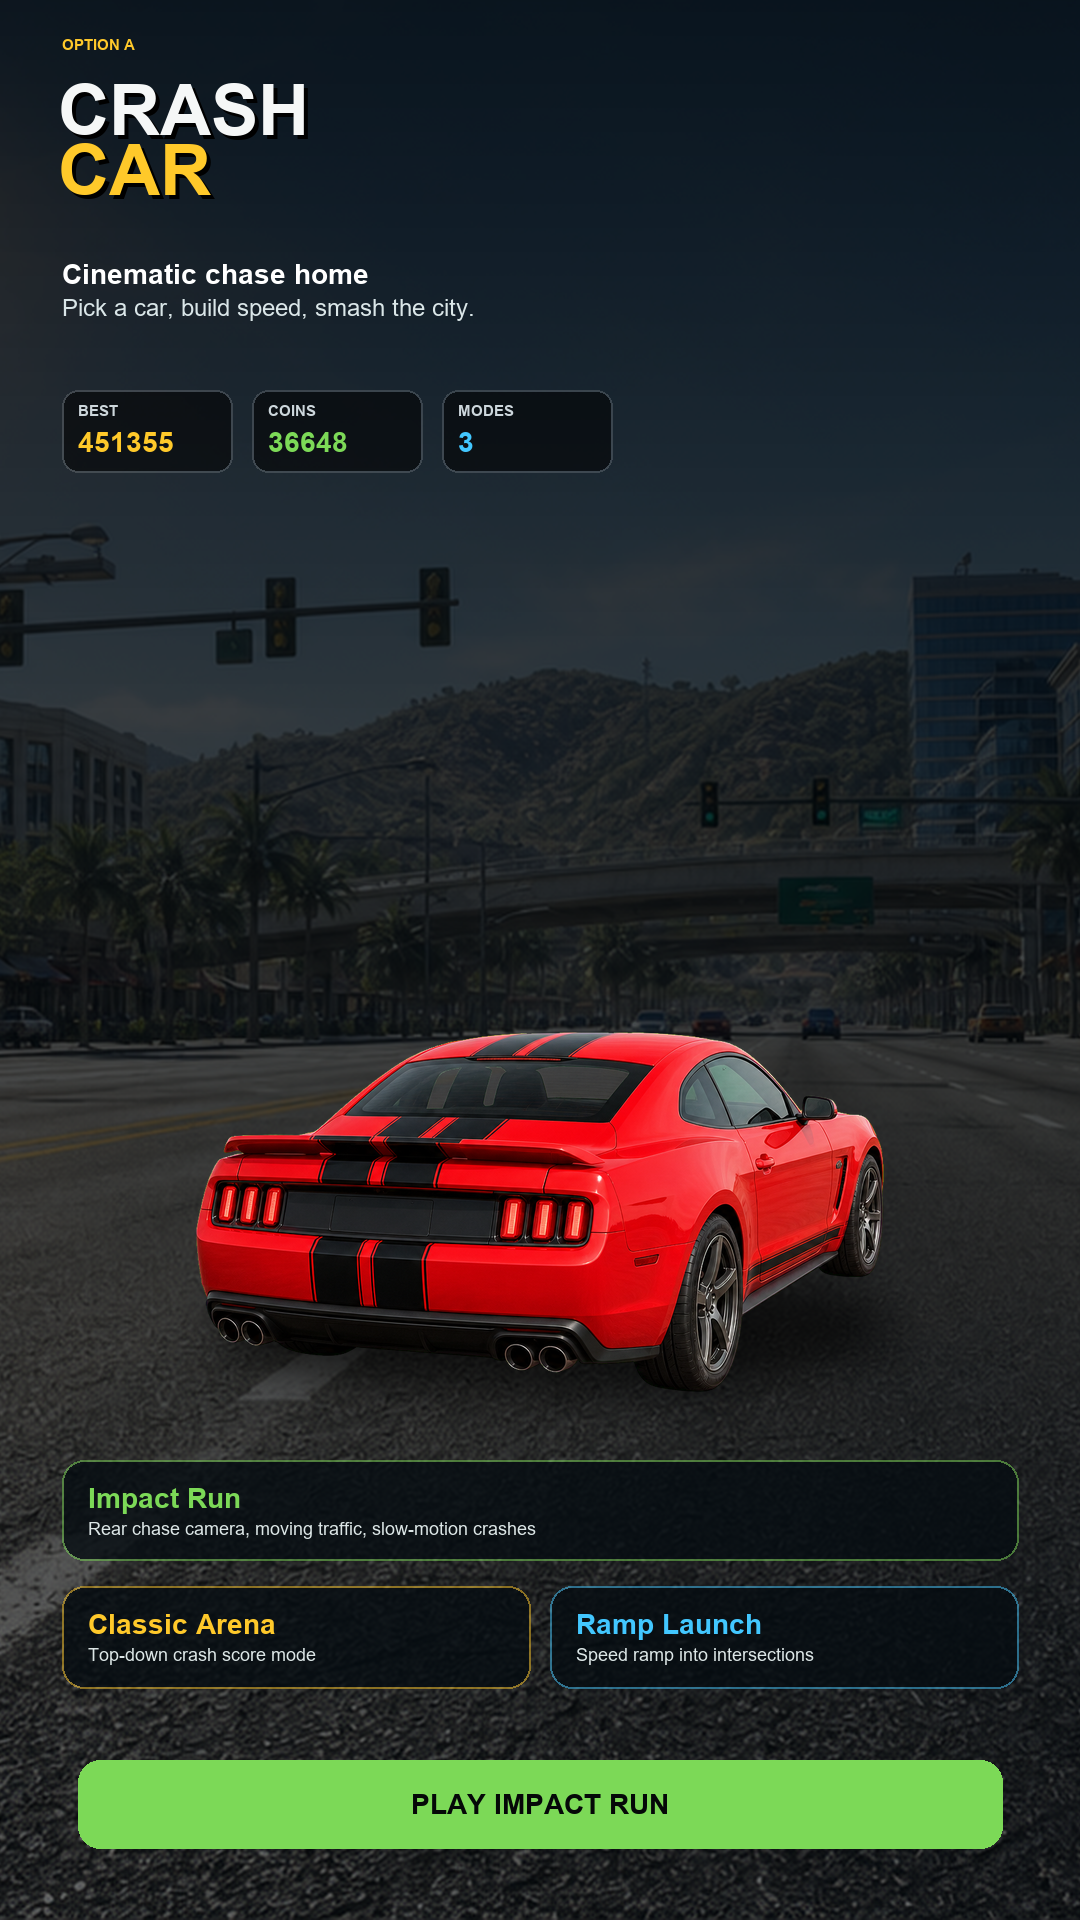 OPTION A
CRASH
CAR
Cinematic chase home
Pick a car, build speed, smash the city.
BEST
451355
COINS
36648
MODES
3
Impact Run
Rear chase camera, moving traffic, slow-motion crashes
Classic Arena
Top-down crash score mode
Ramp Launch
Speed ramp into intersections
PLAY IMPACT RUN